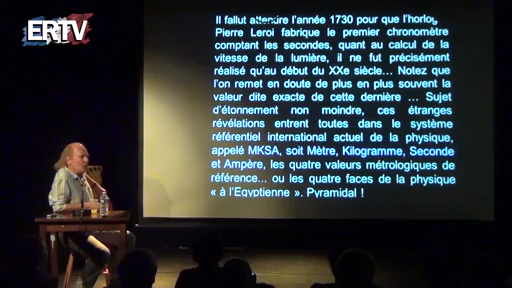 ERTV
Il fallut attendre l'année 1730 pour que l'horlog
Pierre Leroi fabrique le premier chronomètre
comptant les secondes, quant au calcul de la
vitesse de la lumière, il ne fut précisément
réalisé qu'au début du XXe siècle... Notez que
l'on remet en doute de plus en plus souvent la
valeur dite exacte de cette dernière ... Sujet
d'étonnement non moindre, ces étranges
révélations entrent toutes dans le système
référentiel international actuel de la physique,
appelé MKSA, soit Mètre, Kilogramme, Seconde
et Ampère, les quatre valeurs métrologiques de
référence... ou les quatre faces de la physique
« à l'Egyptienne ». Pyramidal !